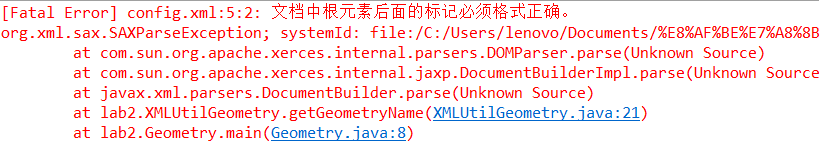 [Fatal Error] config.xml:5:2: 文档中根元素后面的标记必须格式正确。
org.xml.sax.SAXParseException; systemId: file:/C:/Users/lenovo/Documents/%E8%AF%BE%E7%A8%8B
at com.sun.org.apache.xerces.internal.parsers.DOMParser.parse(Unknown Source)
at com.sun.org.apache.xerces.internal.jaxp.DocumentBuilderImpl.parse(Unknown Source
at javax.xml.parsers.DocumentBuilder.parse(Unknown Source)
at lab2.XMLUtilGeometry.getGeometryName(XMLUtilGeometry.java:21)
at lab2.Geometry.main(Geometry.java:8)